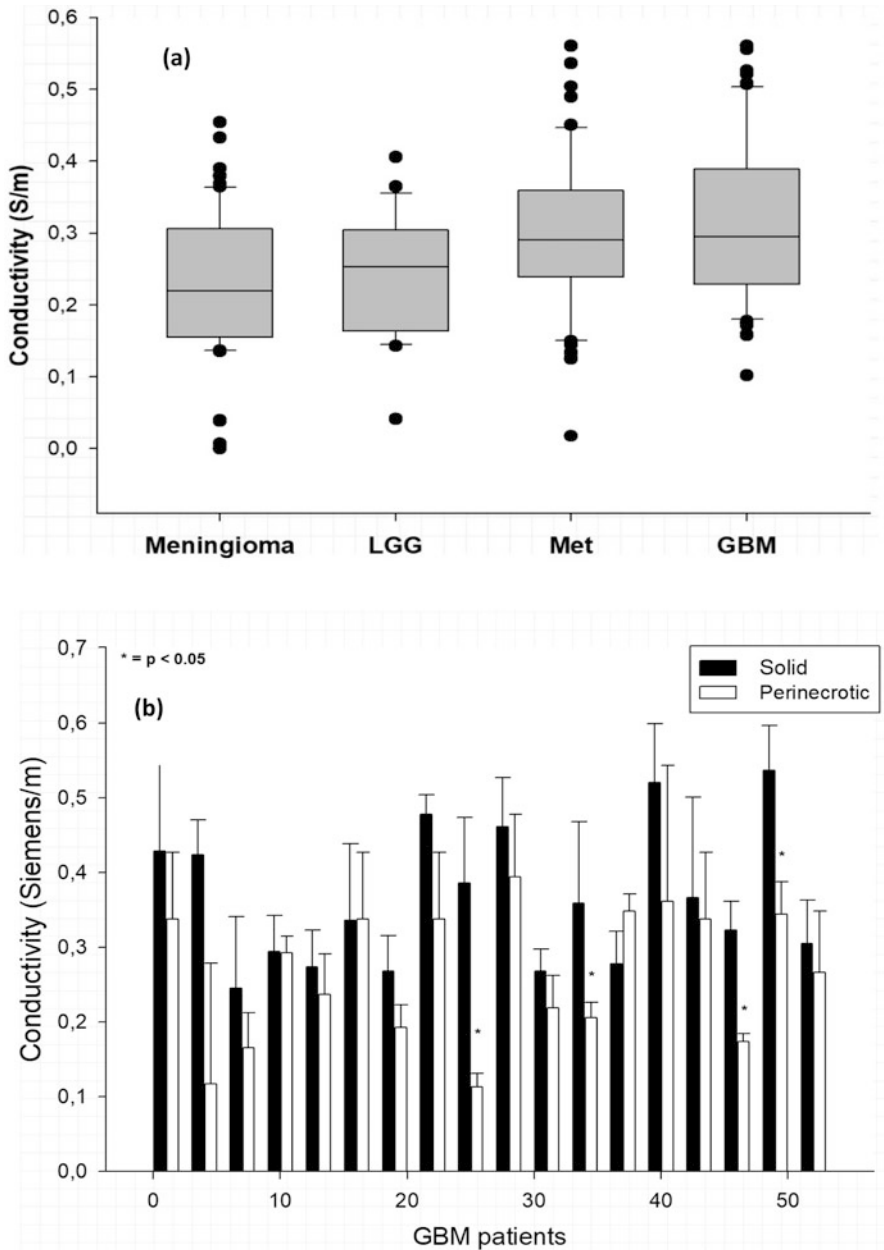 0,6
(a)
0,5
0,4
0,3
0,2
0,1
0,0
Conductivity (S/m)
Meningioma LGG Met GBM
0,7
* = p < 0.05
Solid
Perinecrotic
(b)
0,6
0,5
0,4
0,3
0,2
0,1
0,0
*
*
*
*
Conductivity (Siemens/m)
0 10 20 30 40 50
GBM patients